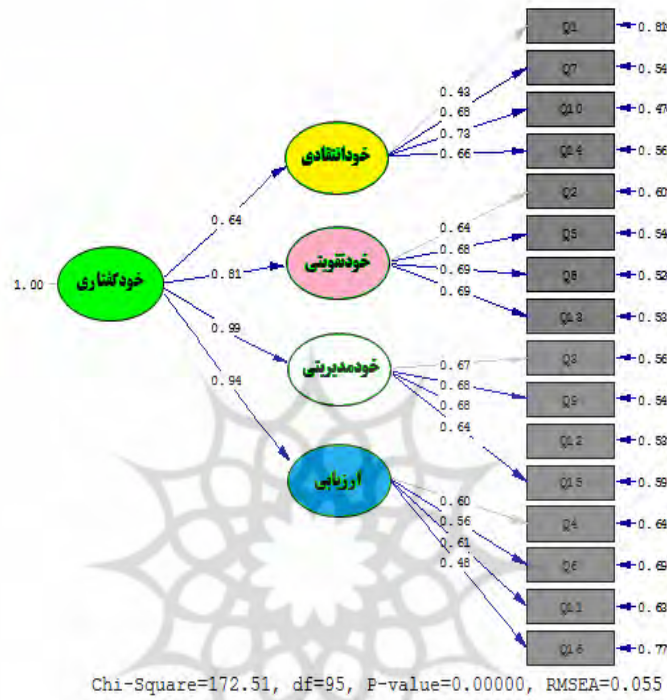 Q1 0.81
Q7 0.54
0.43
0.68
Q10 0.47
0.73
0.66
Q14 0.56
خودانتقادی
Q2 0.60
0.64
0.64
Q5 0.54
0.68
خودتقویتی
0.81
0.69
Q8 0.52
0.69
1.00
خودگفتاری
Q13 0.53
0.99
Q3 0.56
0.67
خودمدیریتی
0.68
Q9 0.54
0.94
0.68
0.64
Q12 0.53
ارزیابی
Q15 0.59
0.60
Q4 0.64
0.56
0.61
Q6 0.69
0.48
Q11 0.63
Q16 0.77
Chi-Square=172.51, df=95, P-value=0.00000, RMSEA=0.055